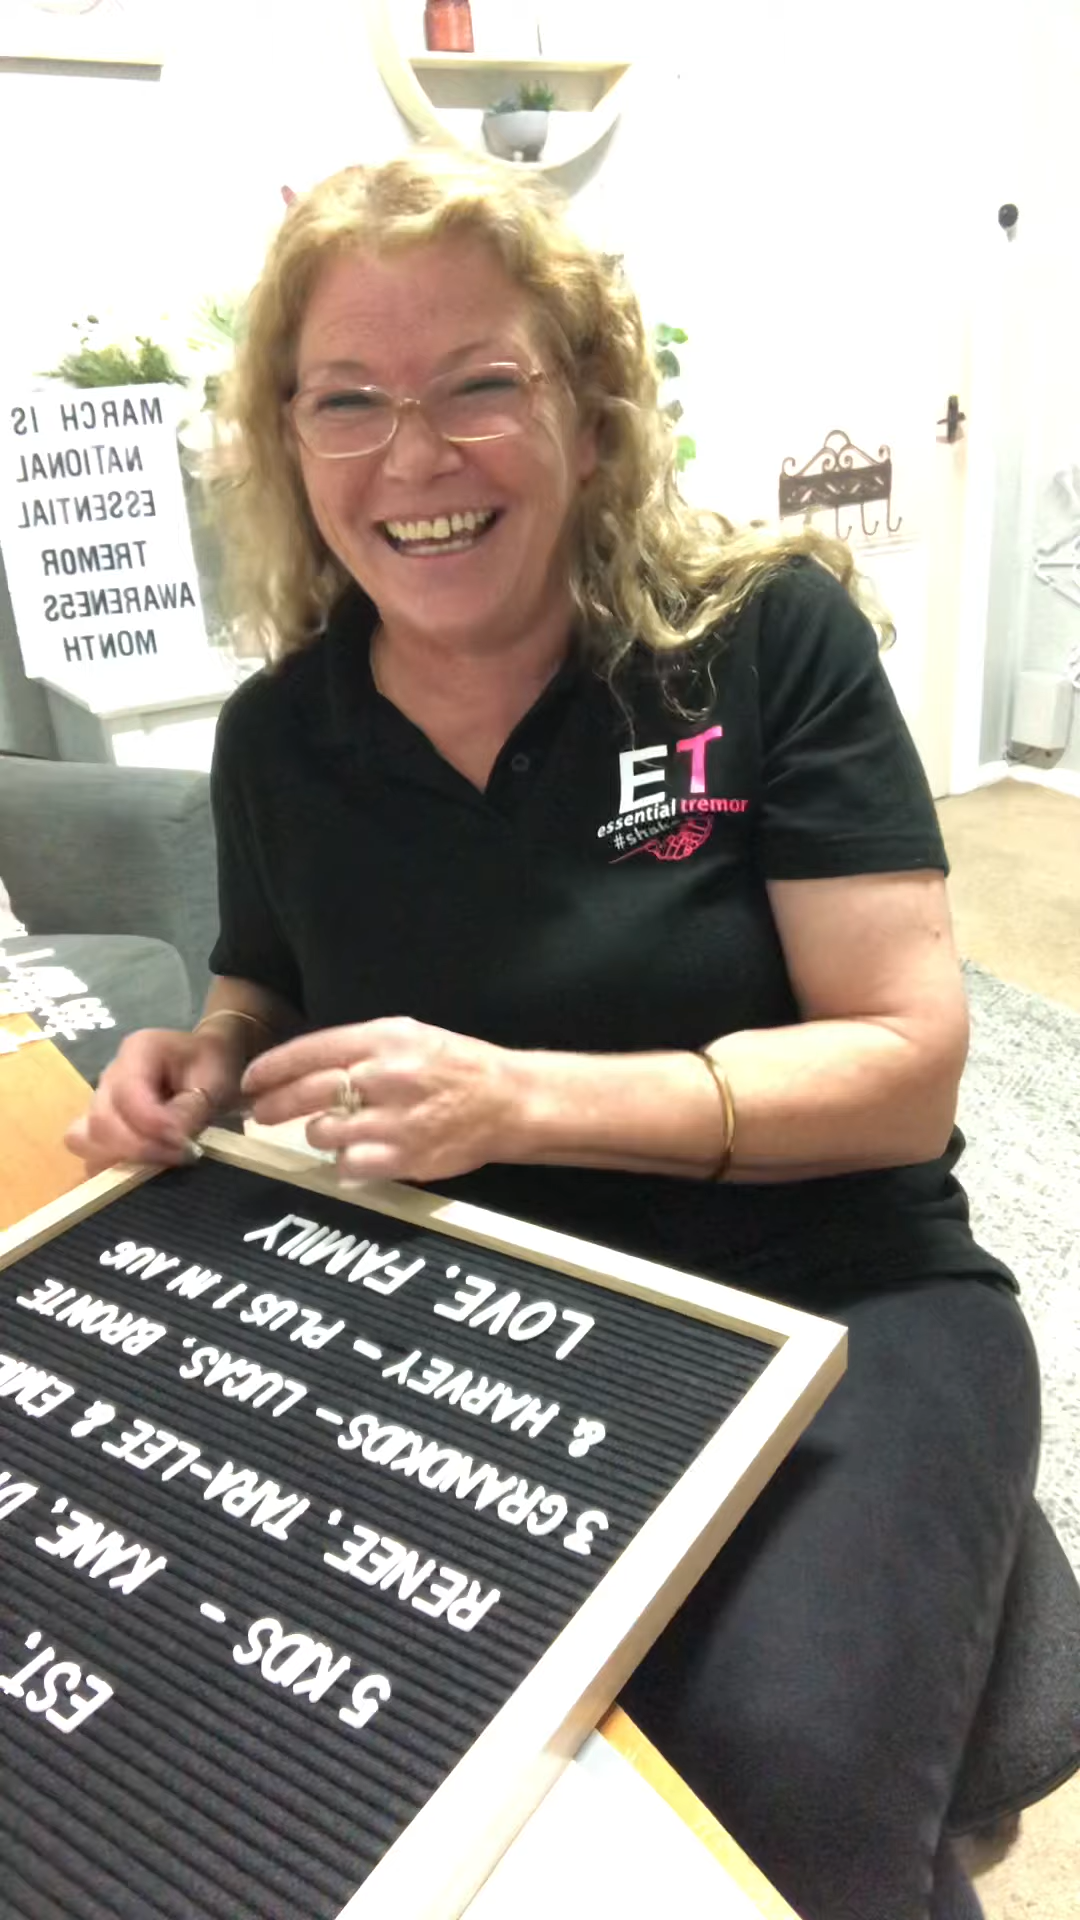 MARCH IS
NATIONAL
ESSENTIAL
TREMOR
AWARENESS
MONTH
ET
essential tremor
EST.
5 KIDS - KANE,
RENEE, TARA-LEE &
3 GRANDKIDS - LUCAS, BRONTE
& HARVEY - PLUS 1 IN AUG
LOVE, FAMILY